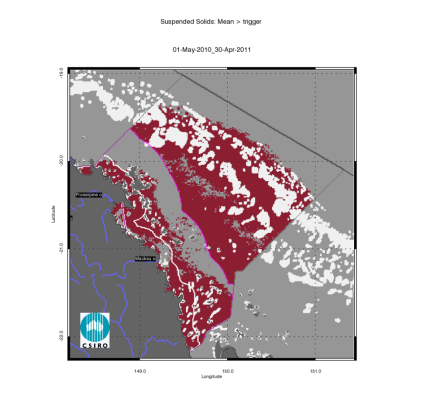 Suspended Solids: Mean > trigger
01-May-2010_30-Apr-2011
-19.0
-20.0
Latitude
-21.0
Mackay
-22.0
CSIRO
149.0 150.0 151.0
Longitude